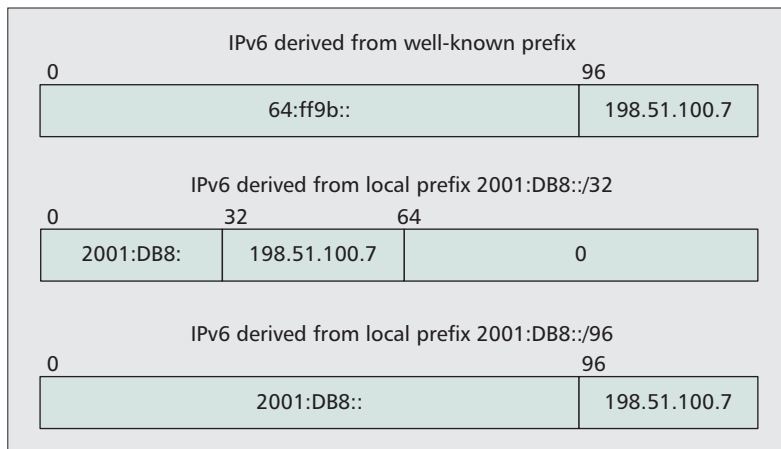 IPv6 derived from well-known prefix
0 96
64:ff9b:: 198.51.100.7
IPv6 derived from local prefix 2001:DB8::/32
0 32 64
2001:DB8: 198.51.100.7 0
IPv6 derived from local prefix 2001:DB8::/96
0 96
2001:DB8:: 198.51.100.7